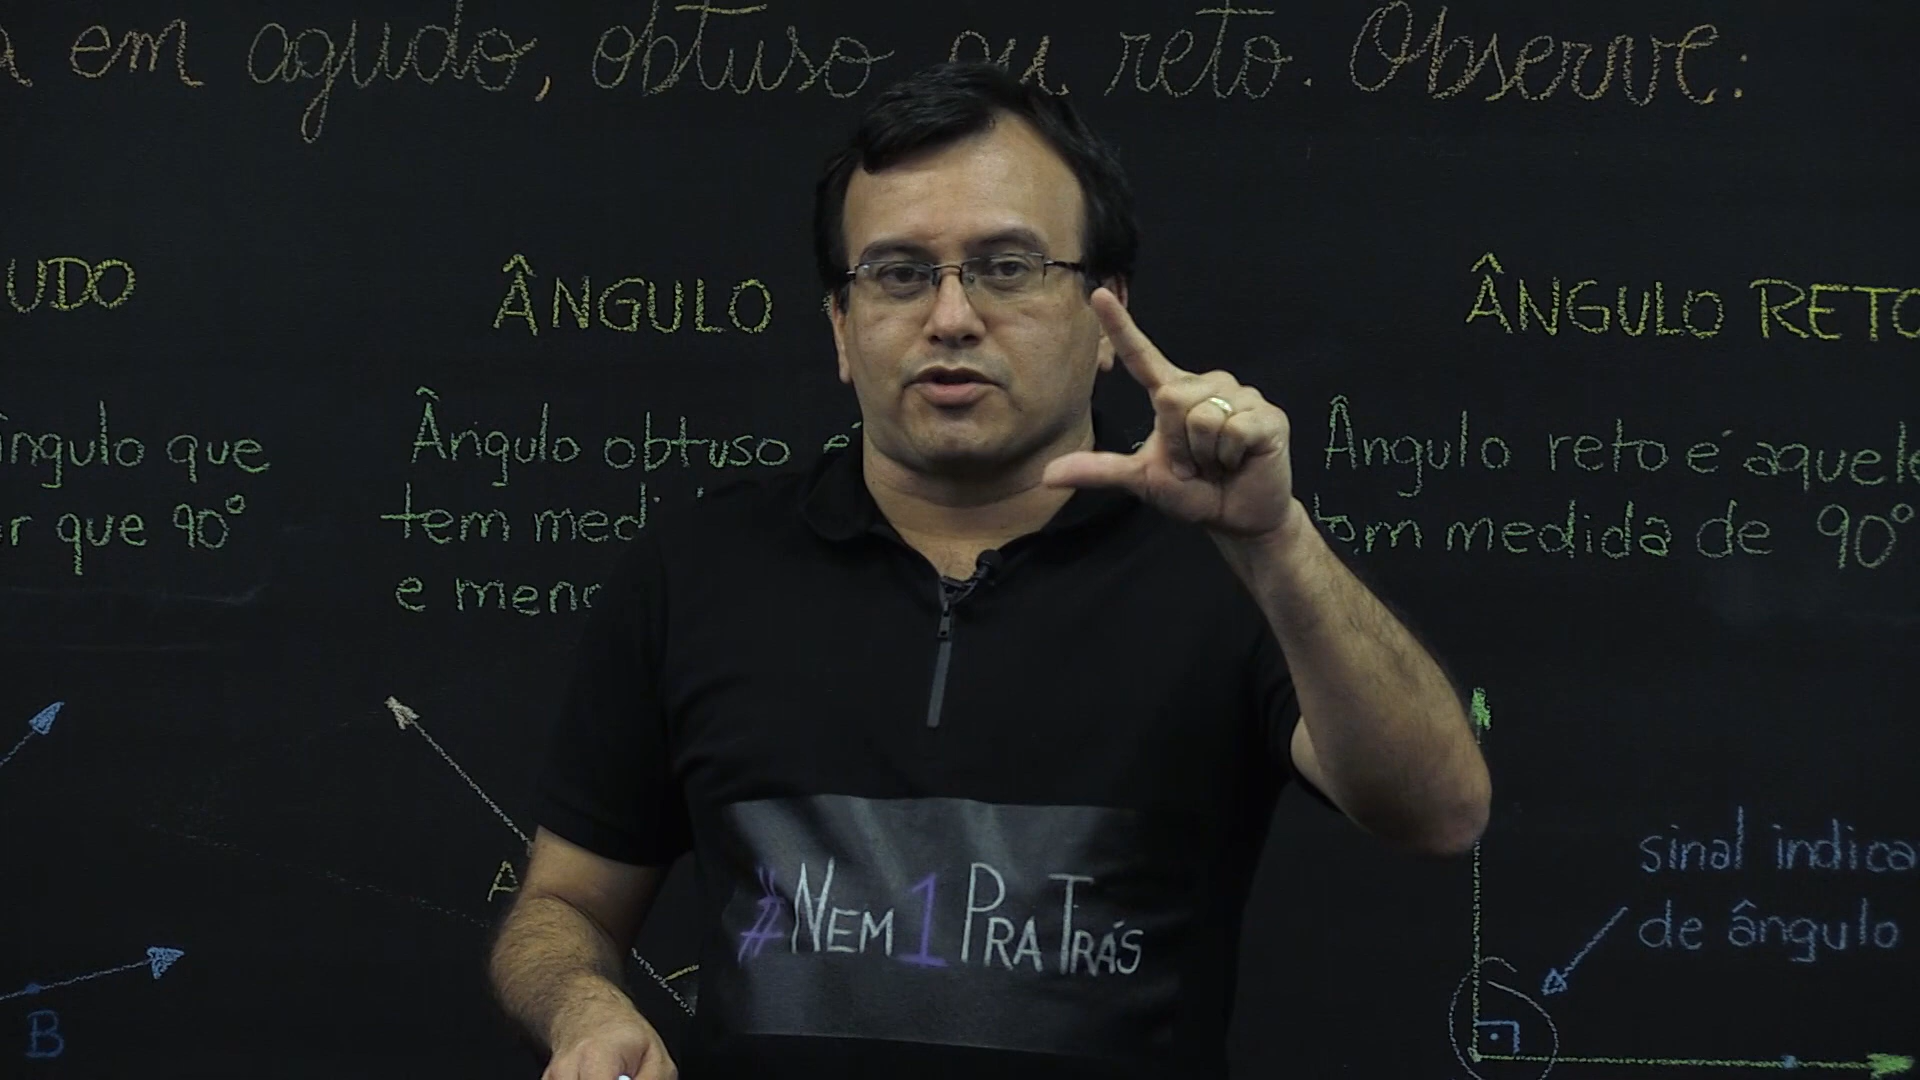 em agudo, obtuso ou reto. Observe:
UDO
ÂNGULO
ÂNGULO RETO
ângulo que
r que 90°
Ângulo obtuso é
tem med
e meno
Ângulo reto é aquele
tem medida de 90°
A
B
sinal indica
de ângulo
#NEM1PRATRÁS